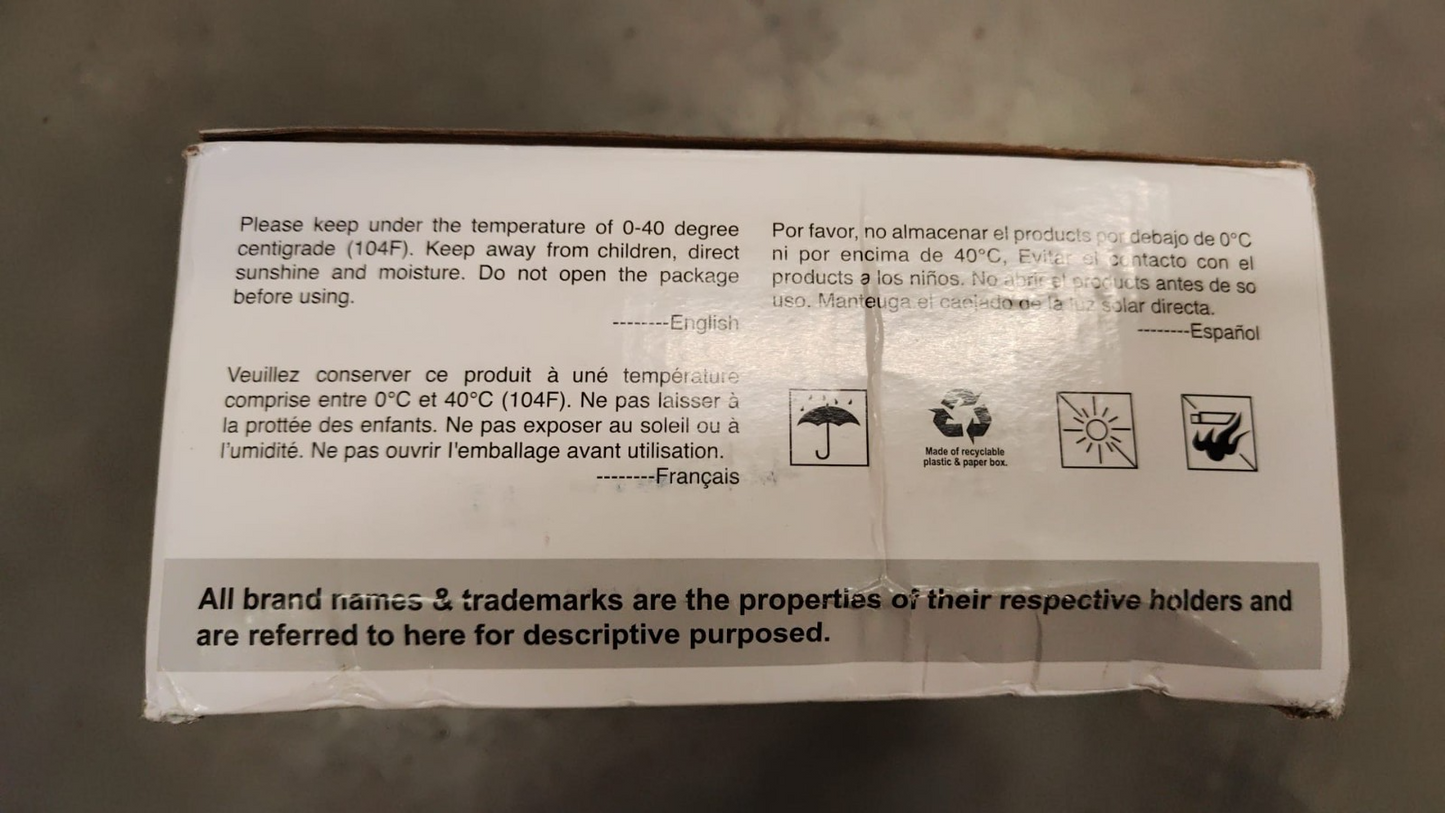 Please keep under the temperature of 0-40 degree
centigrade (104F). Keep away from children, direct
sunshine and moisture. Do not open the package
before using.
--------English
Veuillez conserver ce produit à uné température
comprise entre 0°C et 40°C (104F). Ne pas laisser à
la prottée des enfants. Ne pas exposer au soleil ou à
l'umidité. Ne pas ouvrir l'emballage avant utilisation.
--------Français
Por favor, no almacenar el products por debajo de 0°C
ni por encima de 40°C, Evitar el contacto con el
products a los niños. No abrir el products antes de so
uso. Manteuga el de la luz solar directa.
--------Español
Made of recyclable
plastic & paper box.
All brand names & trademarks are the properties of their respective holders and
are referred to here for descriptive purposed.